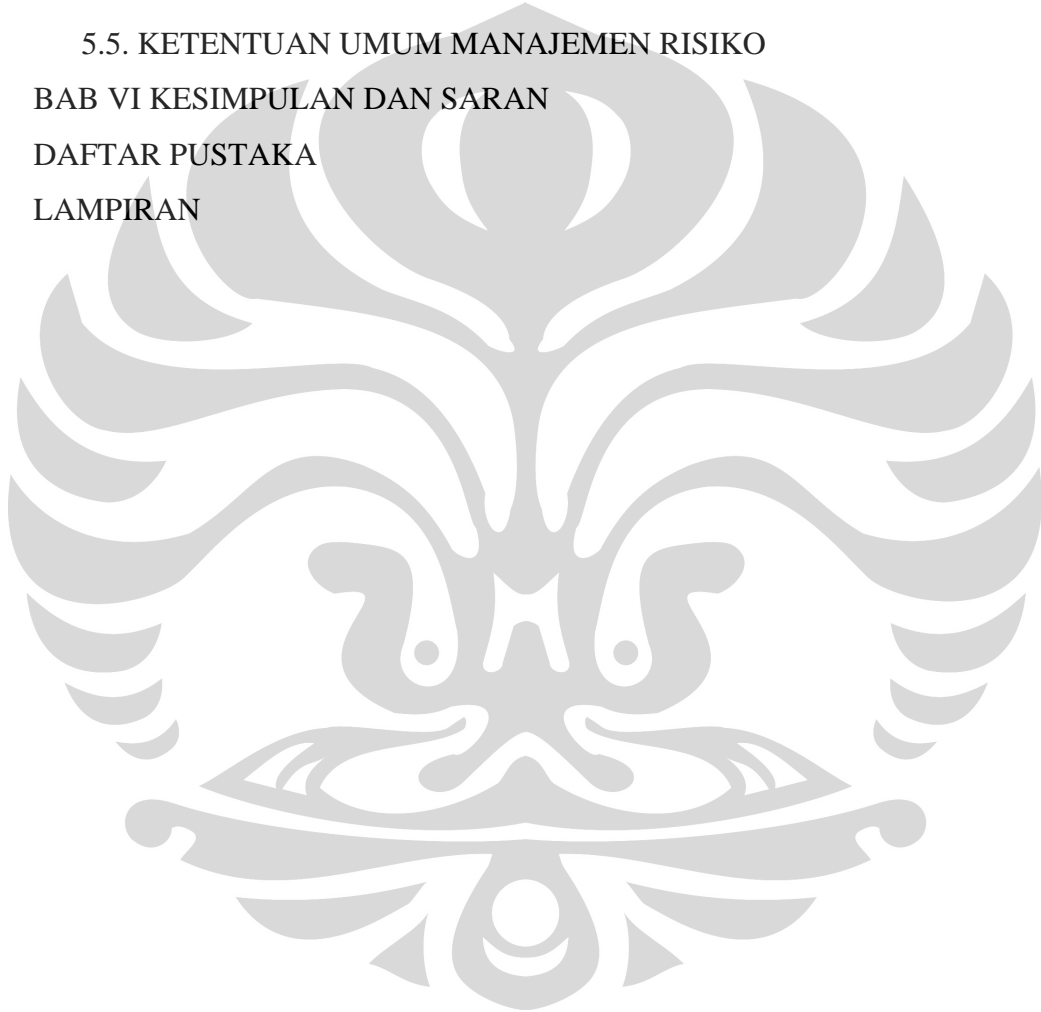 5.5. KETENTUAN UMUM MANAJEMEN RISIKO
BAB VI KESIMPULAN DAN SARAN
DAFTAR PUSTAKA
LAMPIRAN